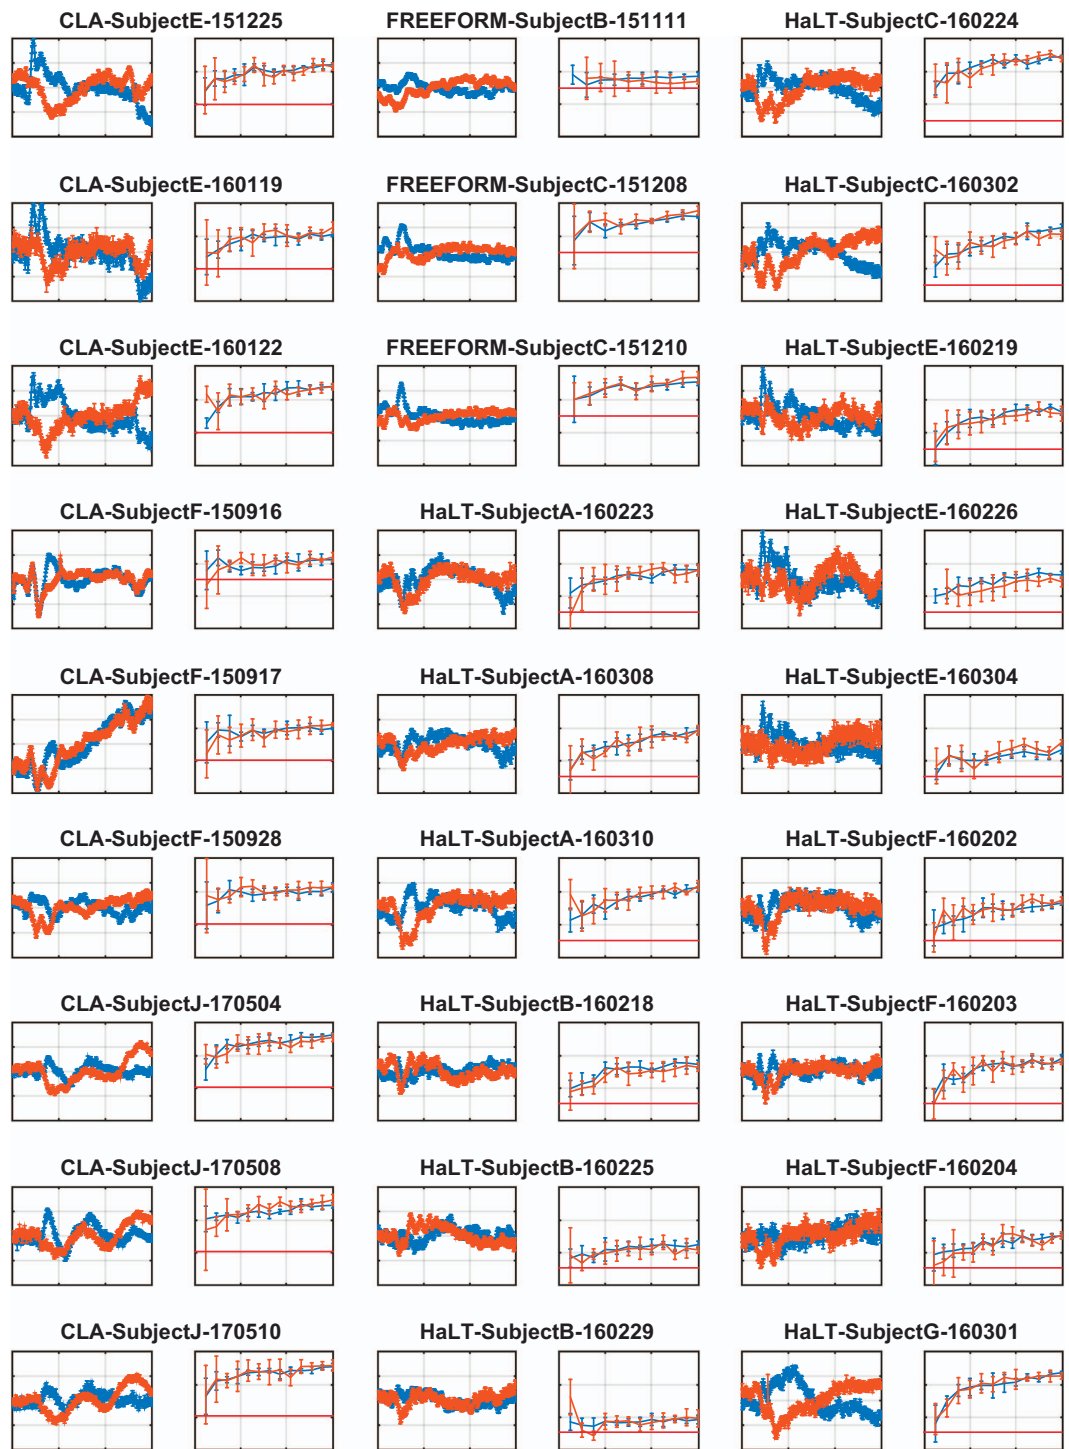 CLA-SubjectE-151225
FREEFORM-SubjectB-151111
HaLT-SubjectC-160224
CLA-SubjectE-160119
FREEFORM-SubjectC-151208
HaLT-SubjectC-160302
CLA-SubjectE-160122
FREEFORM-SubjectC-151210
HaLT-SubjectE-160219
CLA-SubjectF-150916
HaLT-SubjectA-160223
HaLT-SubjectE-160226
CLA-SubjectF-150917
HaLT-SubjectA-160308
HaLT-SubjectE-160304
CLA-SubjectF-150928
HaLT-SubjectA-160310
HaLT-SubjectF-160202
CLA-SubjectJ-170504
HaLT-SubjectB-160218
HaLT-SubjectF-160203
CLA-SubjectJ-170508
HaLT-SubjectB-160225
HaLT-SubjectF-160204
CLA-SubjectJ-170510
HaLT-SubjectB-160229
HaLT-SubjectG-160301